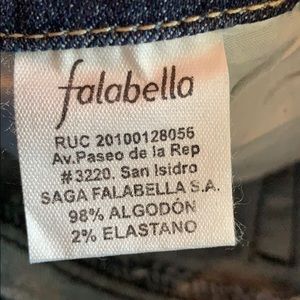 falabella
RUC 20100128056
Av.Paseo de la Rep
#3220. San Isidro
SAGA FALABELLA S.A.
98% ALGODÓN
2% ELASTANO